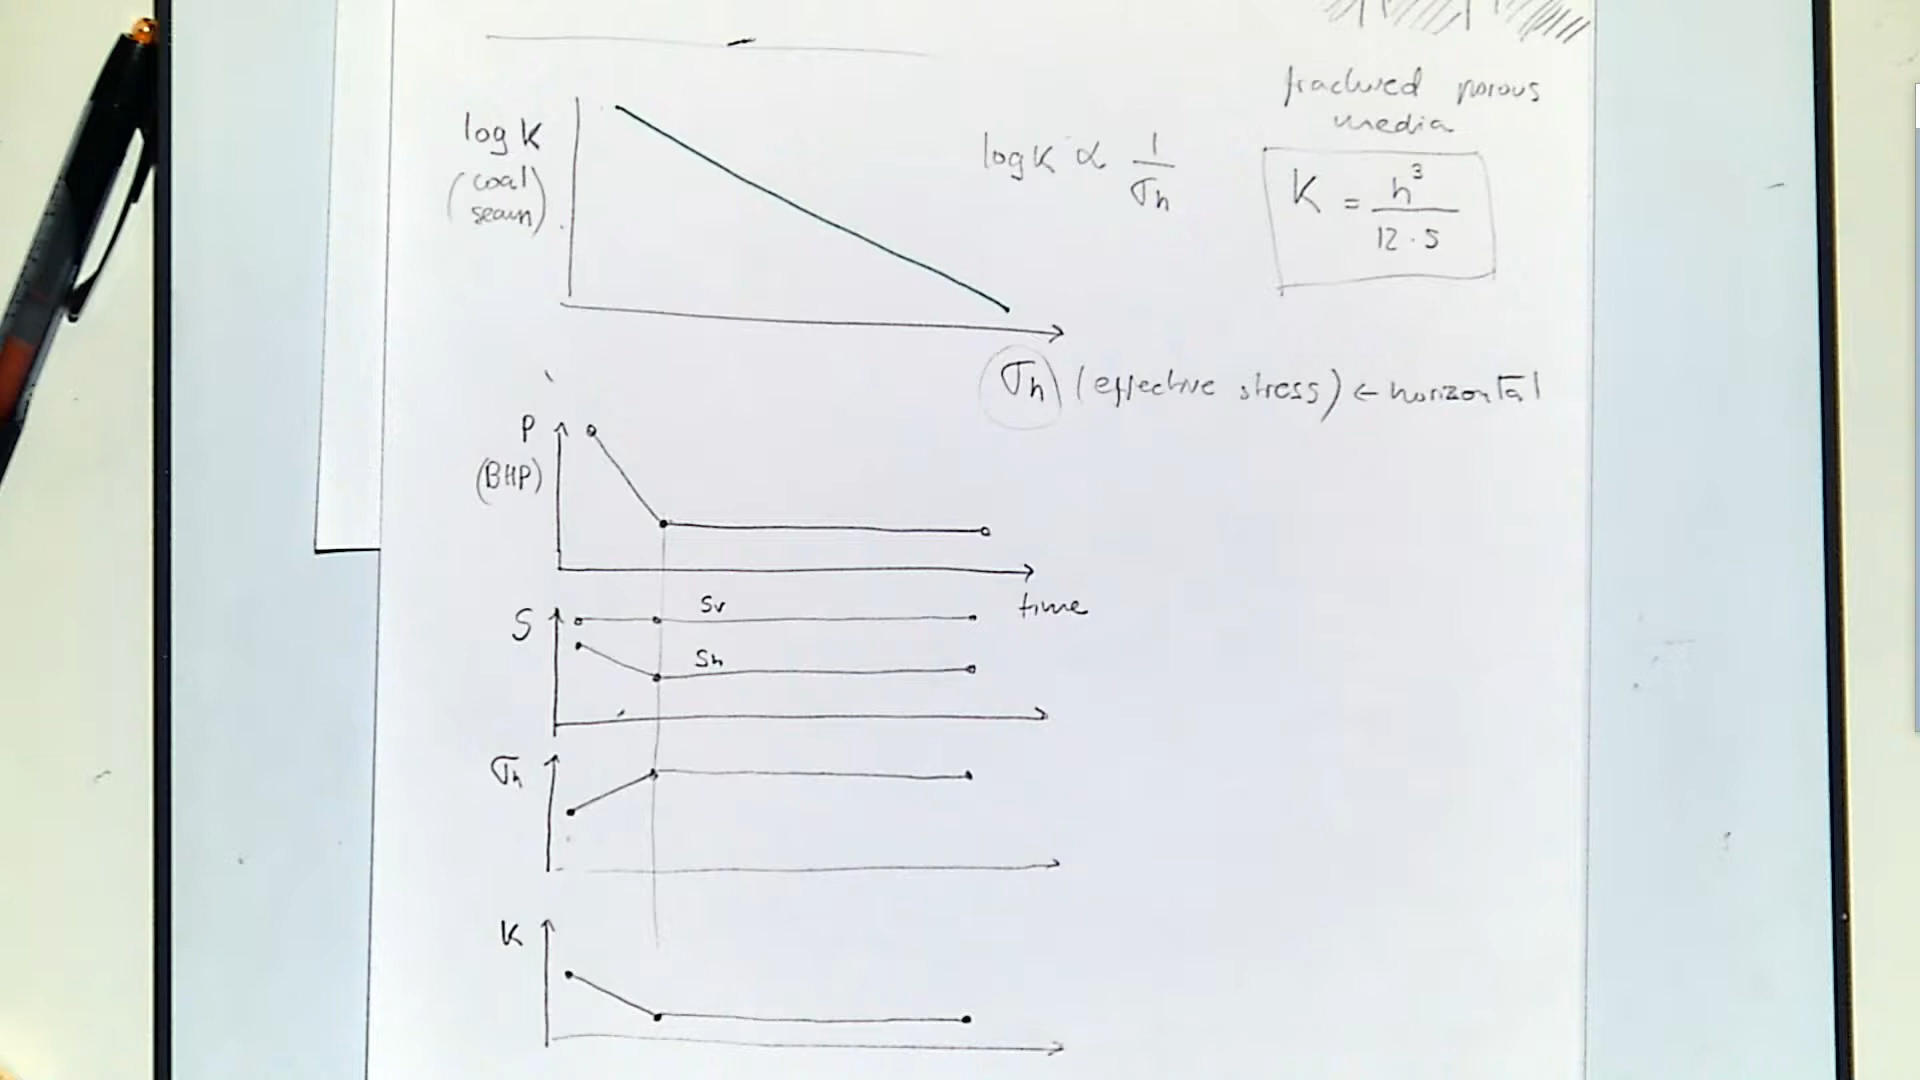 log K
(coal
seam)
log K ∝ 1/σh
fractured porous
media
K = h³/12·s
σh (effective stress) ← horizontal
P
(BHP)
time
S
Sv
Sh
σh
K